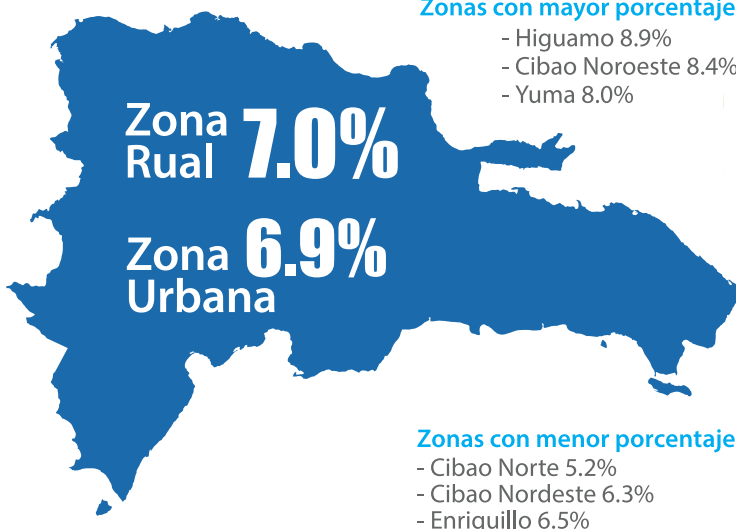 Zonas con mayor porcentaje
- Higuamo 8.9%
- Cibao Noroeste 8.4%
- Yuma 8.0%
Zona
Rual 7.0%
Zona 6.9%
Urbana
Zonas con menor porcentaje
- Cibao Norte 5.2%
- Cibao Nordeste 6.3%
- Enriquillo 6.5%